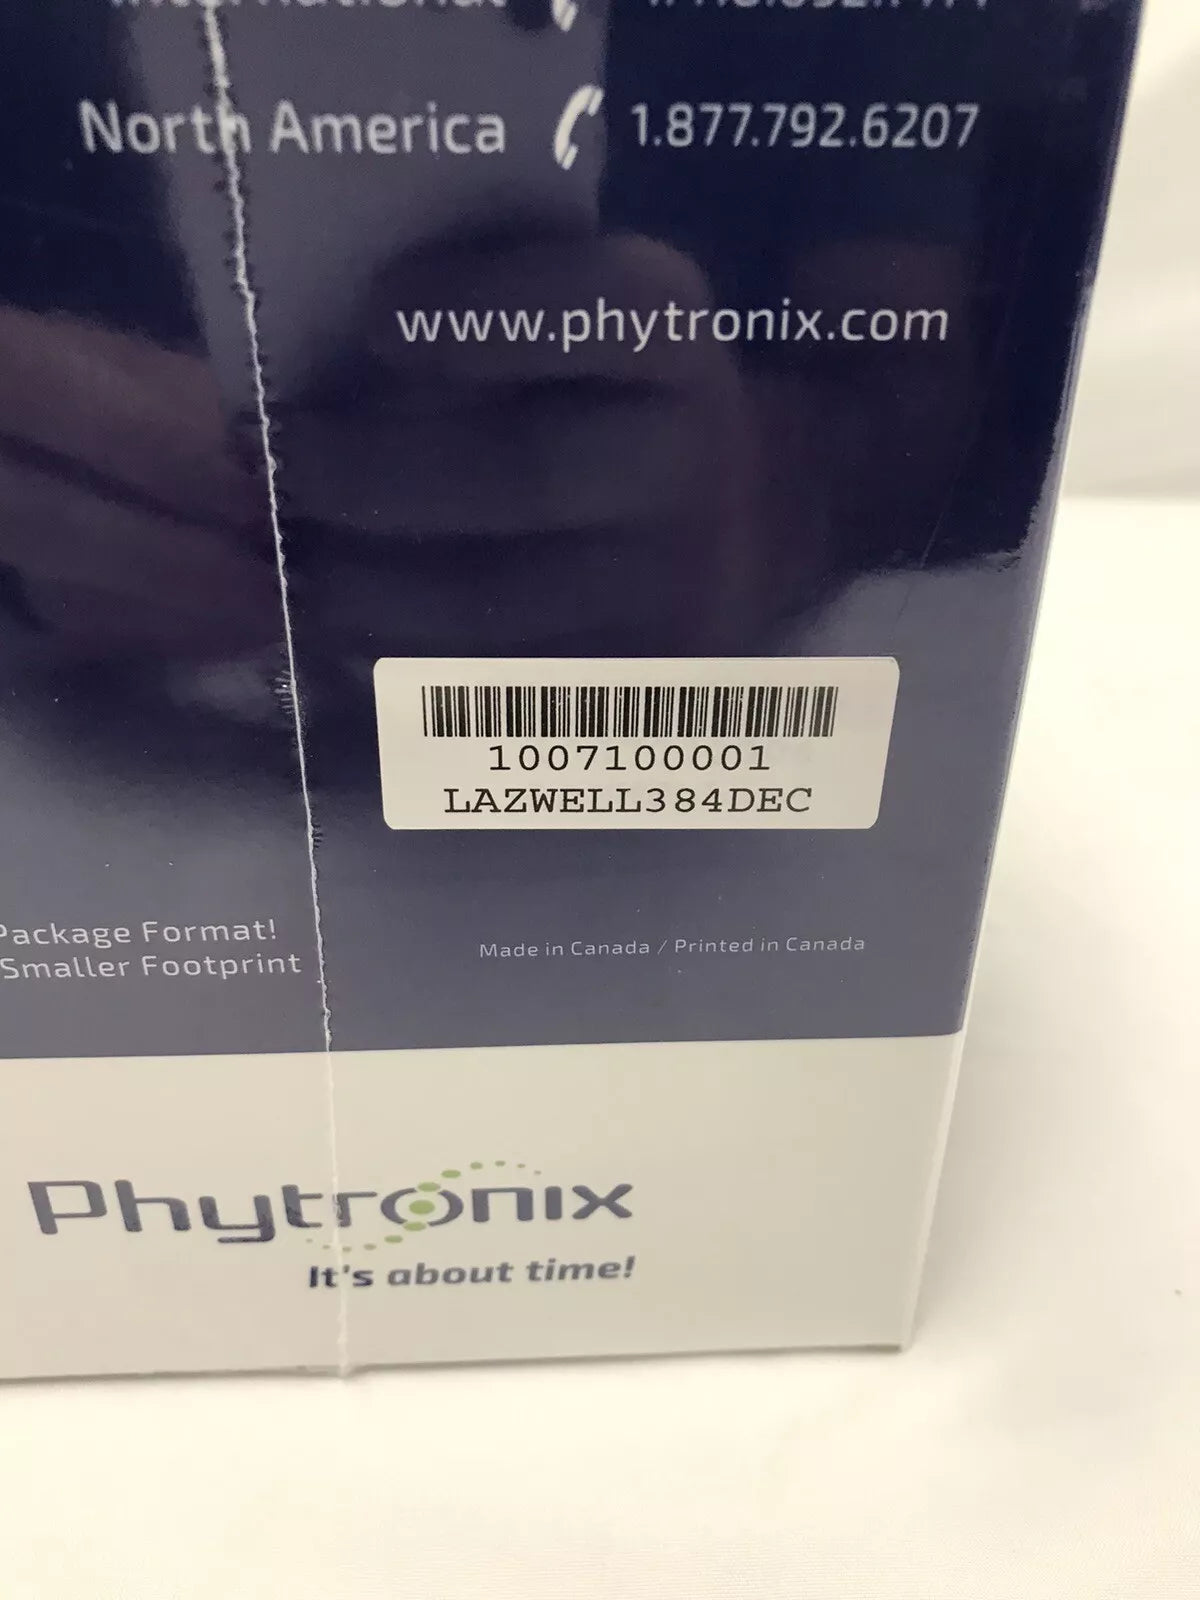 International
North America 1.877.792.6207
www.phytronix.com
1007100001
LAZWELL384DEC
Package Format!
Smaller Footprint
Made in Canada / Printed in Canada
Phytronix
It's about time!